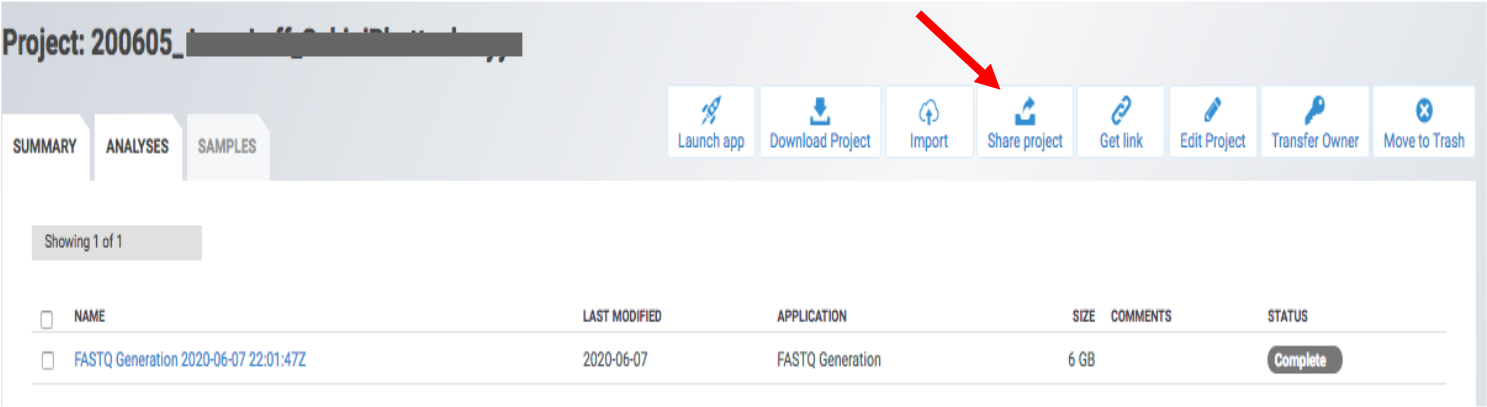 Project: 200605_
Launch app Download Project Import Share project Get link Edit Project Transfer Owner Move to Trash
SUMMARY ANALYSES SAMPLES
Showing 1 of 1
NAME LAST MODIFIED APPLICATION SIZE COMMENTS STATUS
FASTQ Generation 2020-06-07 22:01:47Z 2020-06-07 FASTQ Generation 6 GB Complete